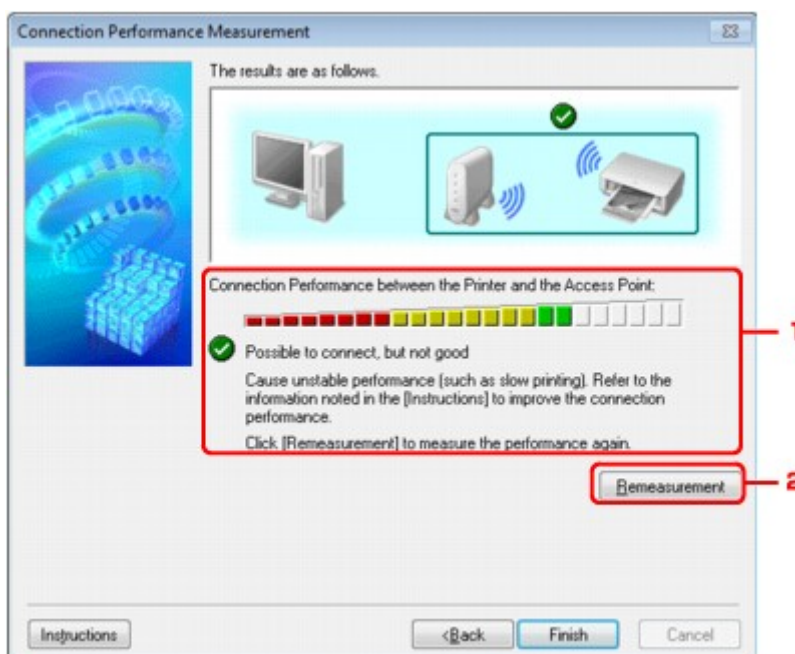 Connection Performance Measurement
The results are as follows.
Connection Performance between the Printer and the Access Point:
Possible to connect, but not good
Cause unstable performance (such as slow printing). Refer to the
information noted in the [Instructions] to improve the connection
performance.
Click [Remeasurement] to measure the performance again.
1
Remeasurement
2
Instructions
<Back
Finish
Cancel